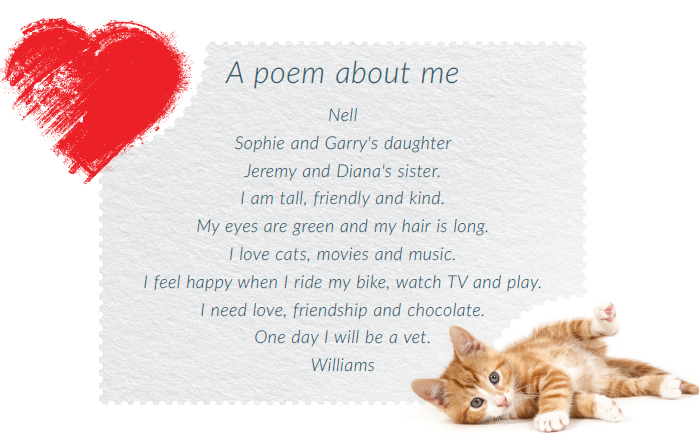 A poem about me
Nell
Sophie and Garry's daughter
Jeremy and Diana's sister.
I am tall, friendly and kind.
My eyes are green and my hair is long.
I love cats, movies and music.
I feel happy when I ride my bike, watch TV and play.
I need love, friendship and chocolate.
One day I will be a vet.
Williams